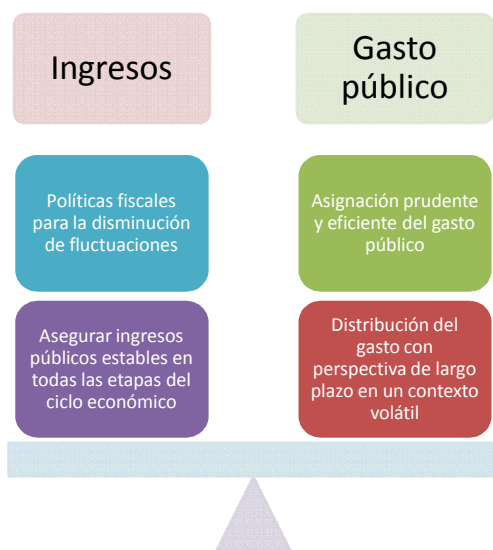 Ingresos
Gasto
público
Políticas fiscales
para la disminución
de fluctuaciones
Asignación prudente
y eficiente del gasto
público
Asegurar ingresos
públicos estables en
todas las etapas del
ciclo económico
Distribución del
gasto con
perspectiva de largo
plazo en un contexto
volátil